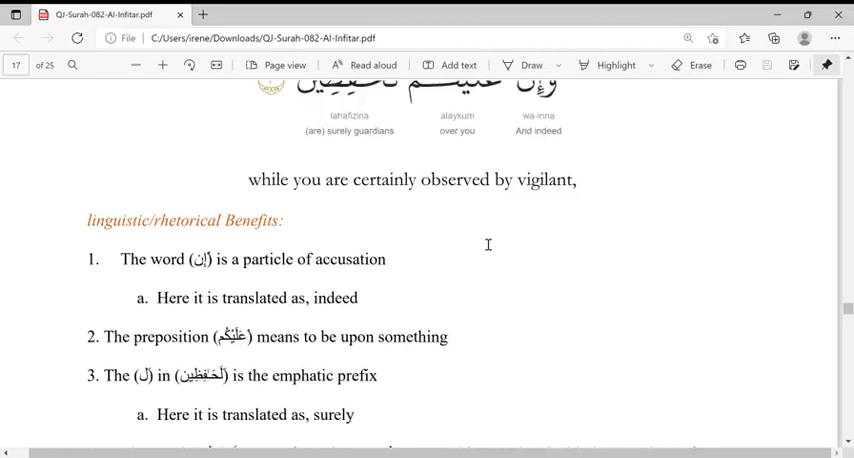 QJ-Surah-082-Al-Infitar.pdf
File C:/Users/irene/Downloads/QJ-Surah-082-Al-Infitar.pdf
17 of 25 Page view Read aloud Add text Draw Highlight Erase
وَإِنَّ عَلَيْكُمْ لَحَٰفِظِينَ
lahafizina alaykum wa-inna
(are) surely guardians over you And indeed
while you are certainly observed by vigilant,
linguistic/rhetorical Benefits:
1. The word (إن) is a particle of accusation
a. Here it is translated as, indeed
2. The preposition (عَلَيْكُم) means to be upon something
3. The (ل) in (لَحَافِظِين) is the emphatic prefix
a. Here it is translated as, surely